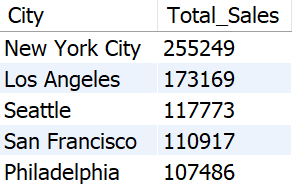 City Total_Sales
New York City 255249
Los Angeles 173169
Seattle 117773
San Francisco 110917
Philadelphia 107486